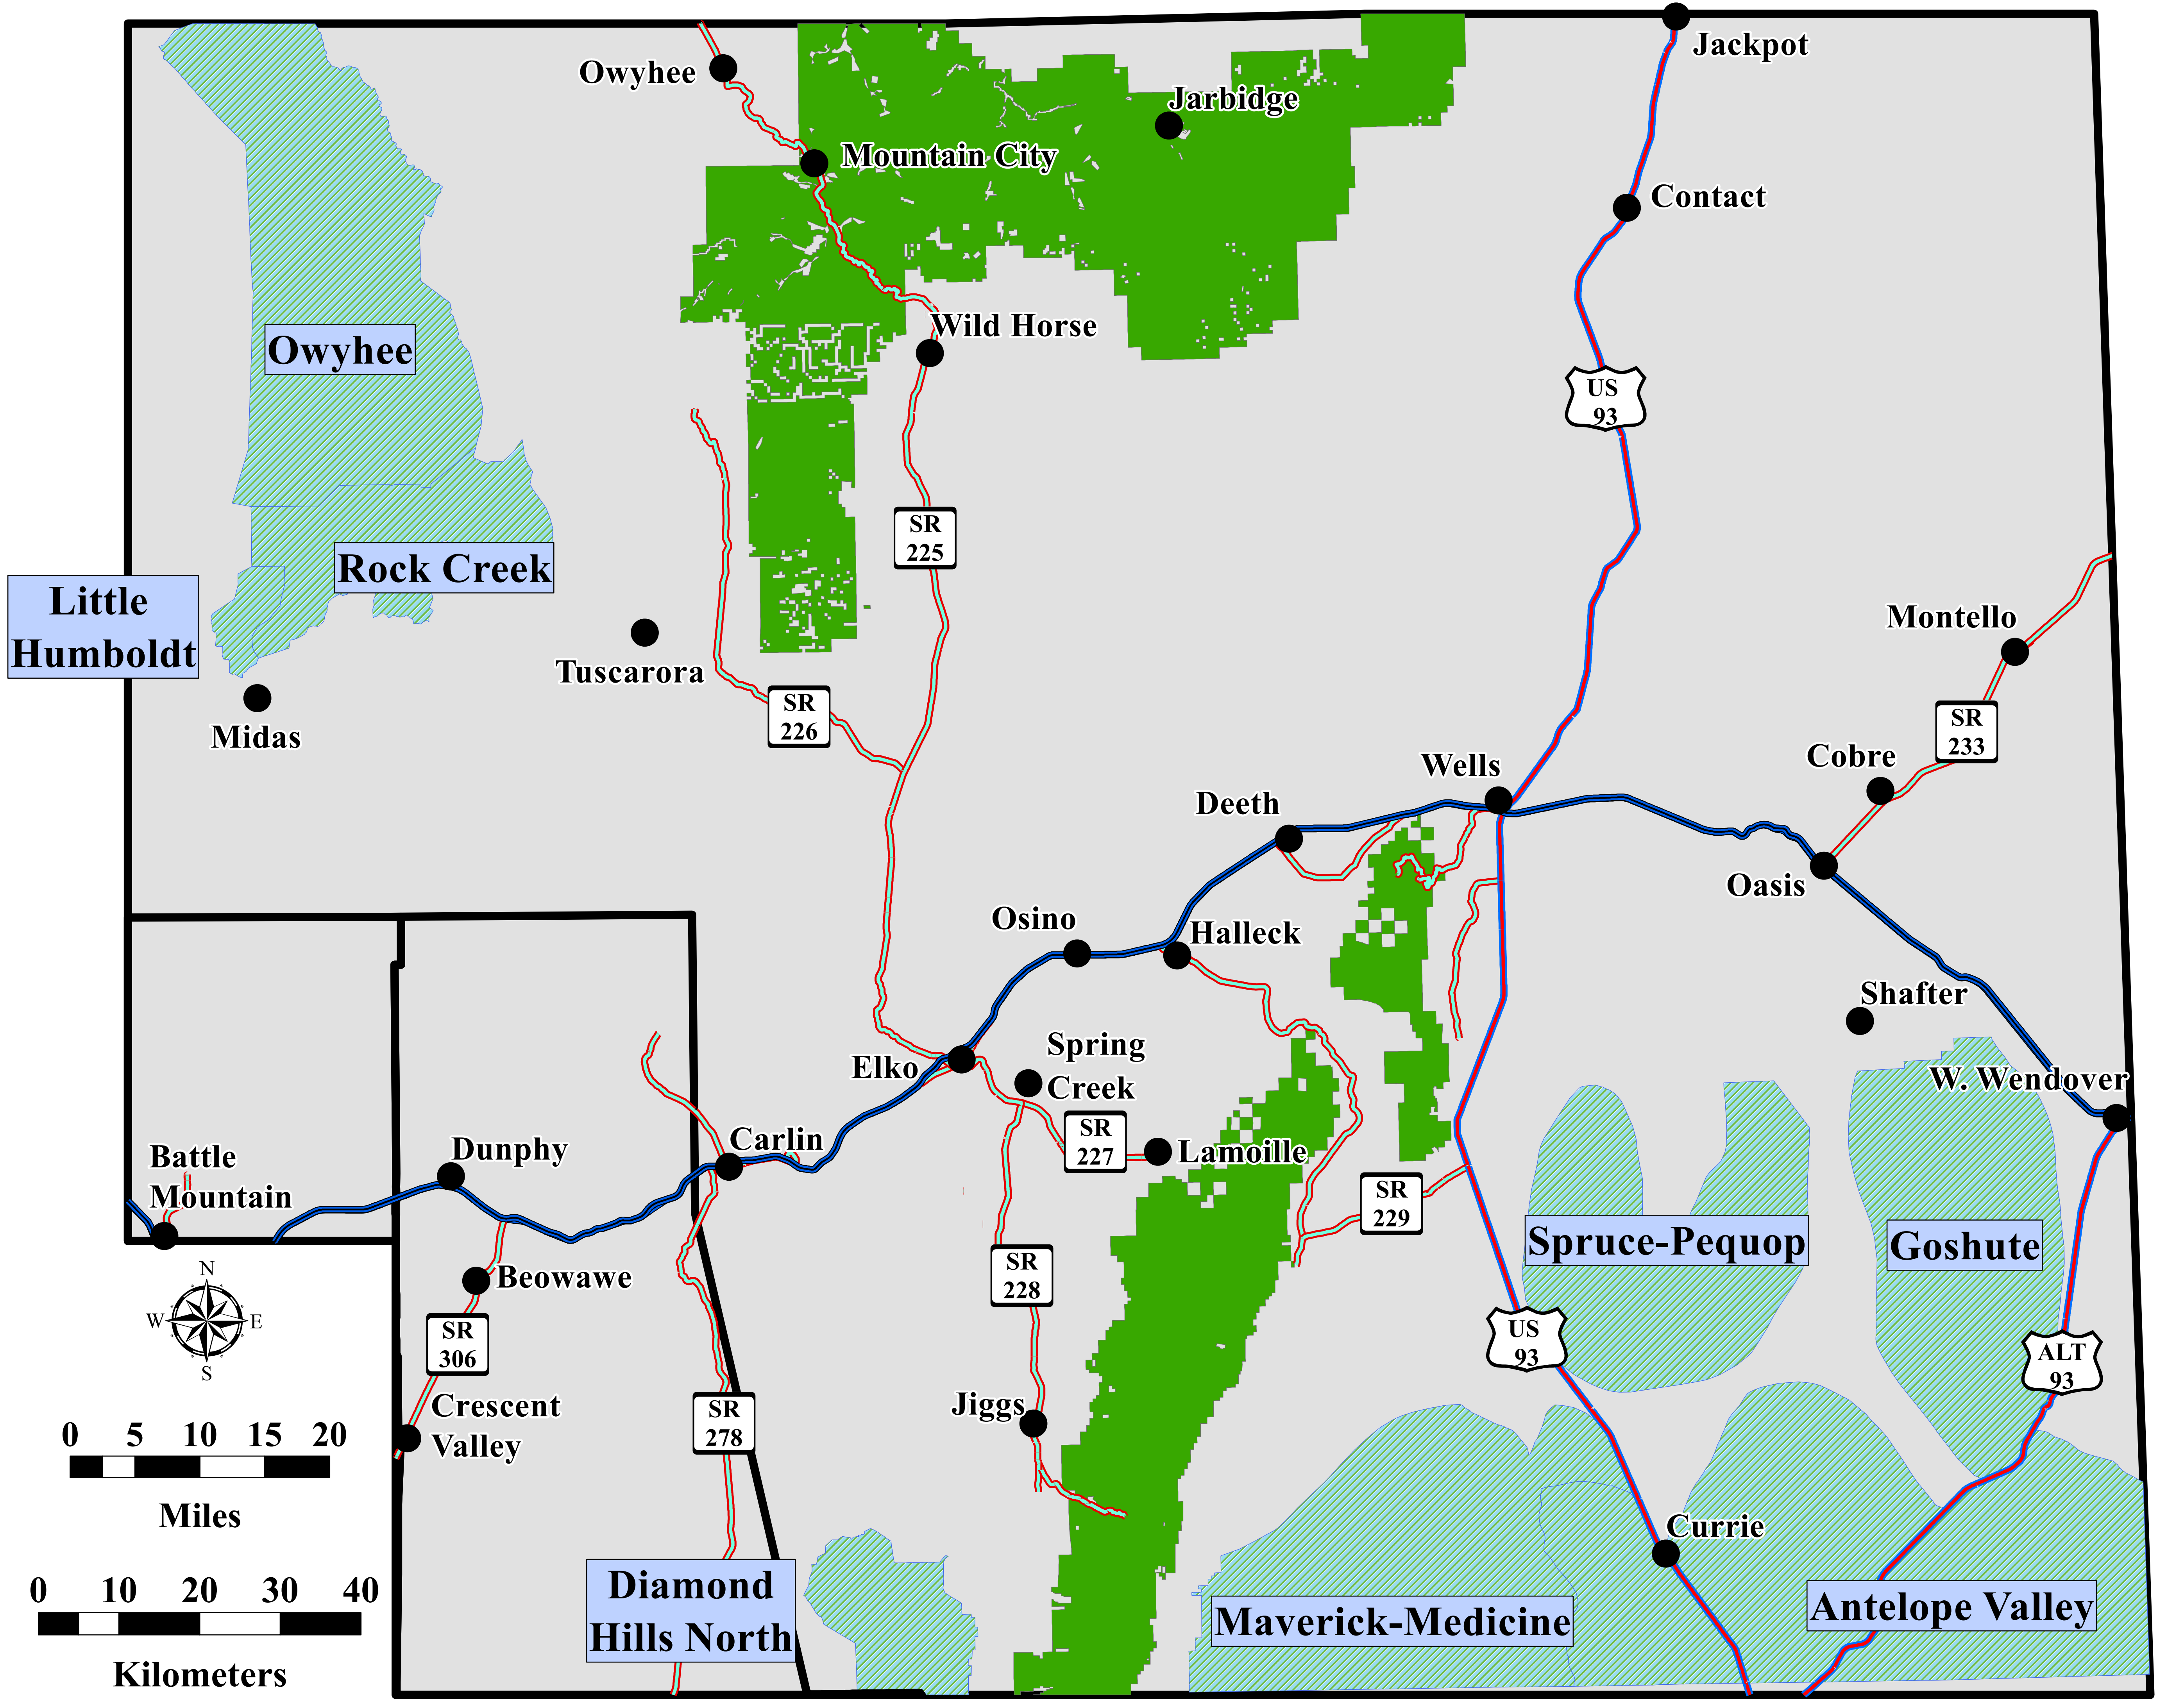 Jackpot
Owyhee
Jarbidge
Mountain City
Contact
Wild Horse
Owyhee
US
93
SR
225
Rock Creek
Little
Humboldt
Montello
Tuscarora
SR
226
Midas
SR
233
Cobre
Wells
Deeth
Oasis
Osino
Halleck
Shafter
Spring
Creek
Elko
W. Wendover
Carlin
SR
227
Lamoille
Dunphy
Battle
Mountain
SR
229
Spruce-Pequop
Goshute
Beowawe
SR
228
N
W
E
S
SR
306
US
93
ALT
93
Crescent
Valley
Jiggs
SR
278
0 5 10 15 20
Miles
Currie
0 10 20 30 40
Kilometers
Diamond
Hills North
Maverick-Medicine
Antelope Valley